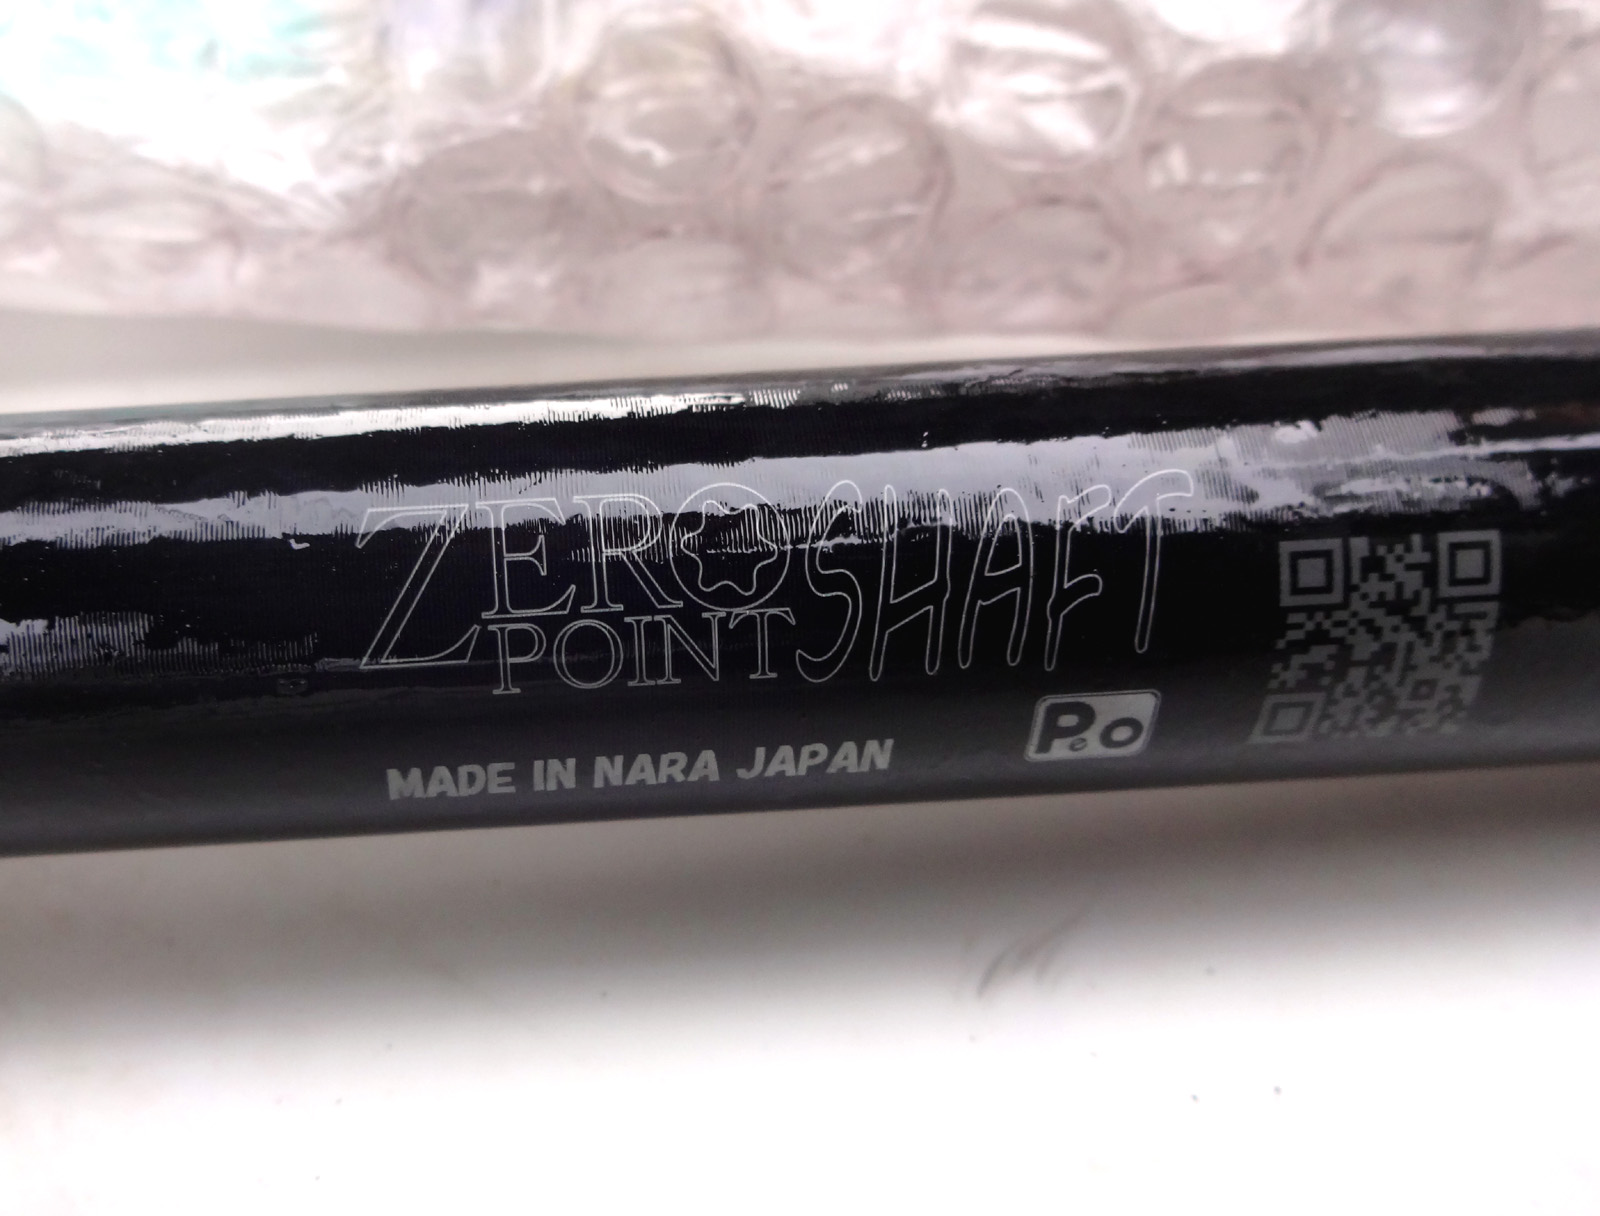 ZERO SHAFT
POINT
PeO
MADE IN NARA JAPAN